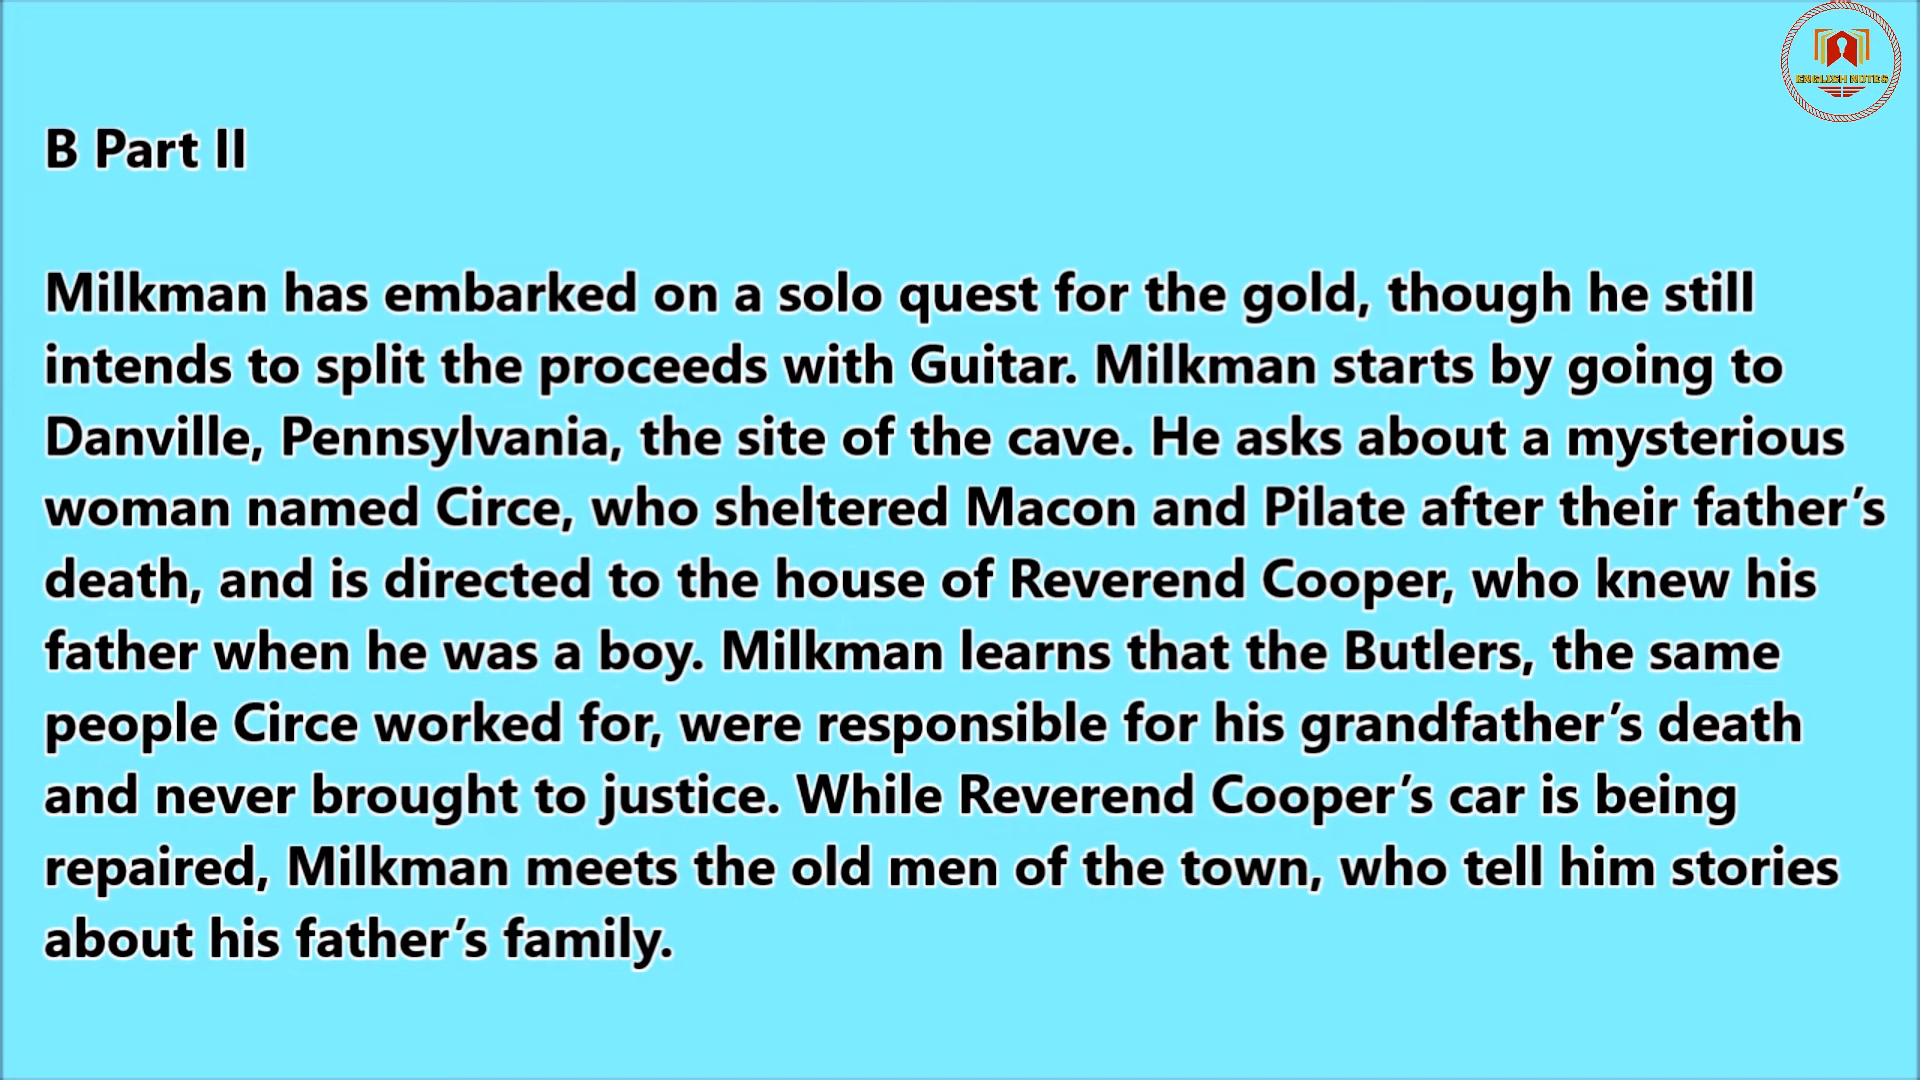 ENGLISH NOTES
B Part II
Milkman has embarked on a solo quest for the gold, though he still
intends to split the proceeds with Guitar. Milkman starts by going to
Danville, Pennsylvania, the site of the cave. He asks about a mysterious
woman named Circe, who sheltered Macon and Pilate after their father’s
death, and is directed to the house of Reverend Cooper, who knew his
father when he was a boy. Milkman learns that the Butlers, the same
people Circe worked for, were responsible for his grandfather’s death
and never brought to justice. While Reverend Cooper’s car is being
repaired, Milkman meets the old men of the town, who tell him stories
about his father’s family.